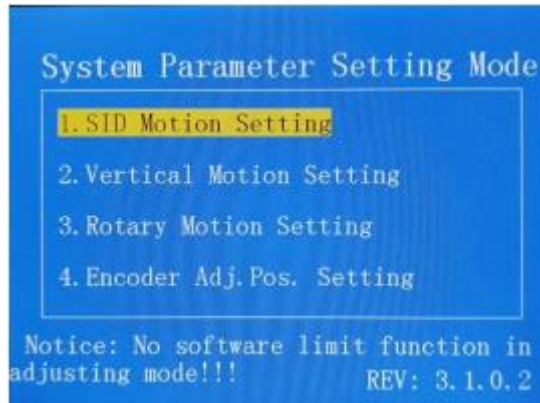 System Parameter Setting Mode
1.SID Motion Setting
2.Vertical Motion Setting
3.Rotary Motion Setting
4.Encoder Adj.Pos. Setting
Notice: No software limit function in
adjusting mode!!!
REV: 3.1.0.2